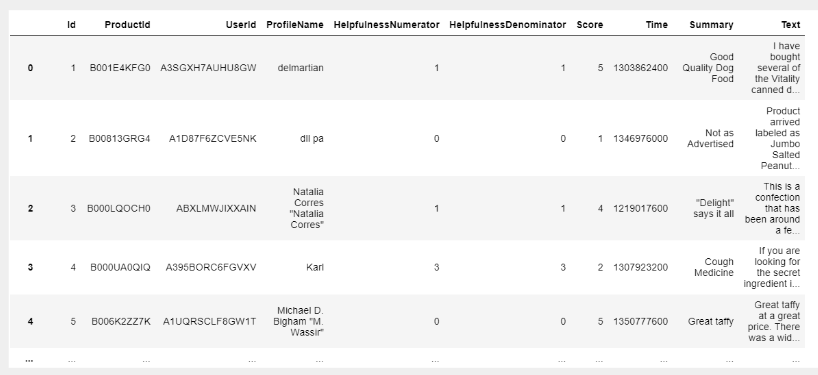 Id ProductId UserId ProfileName HelpfulnessNumerator HelpfulnessDenominator Score Time Summary Text
0 1 B001E4KFG0 A3SGXH7AUHU8GW delmartian 1 1 5 1303862400 Good Quality Dog Food I have bought several of the Vitality canned d...
1 2 B00813GRG4 A1D87F6ZCVE5NK dll pa 0 0 1 1346976000 Not as Advertised Product arrived labeled as Jumbo Salted Peanut...
2 3 B000LQOCH0 ABXLMWJIXXAIN Natalia Corres "Natalia Corres" 1 1 4 1219017600 "Delight" says it all This is a confection that has been around a fe...
3 4 B000UA0QIQ A395BORC6FGVXV Karl 3 3 2 1307923200 Cough Medicine If you are looking for the secret ingredient i...
4 5 B006K2ZZ7K A1UQRSCLF8GW1T Michael D. Bigham "M. Wassir" 0 0 5 1350777600 Great taffy Great taffy at a great price. There was a wid...
... ... ... ... ... ... ... ... ... ... ...